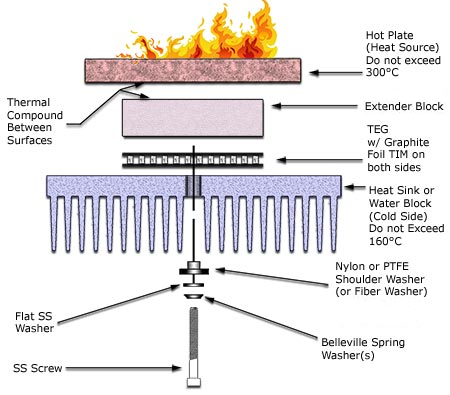 Hot Plate
(Heat Source)
Do not exceed
300°C
Thermal
Compound
Between
Surfaces
Extender Block
TEG
w/ Graphite
Foil TIM on
both sides
Heat Sink or
Water Block
(Cold Side)
Do not Exceed
160°C
Nylon or PTFE
Shoulder Washer
(or Fiber Washer)
Flat SS
Washer
Belleville Spring
Washer(s)
SS Screw